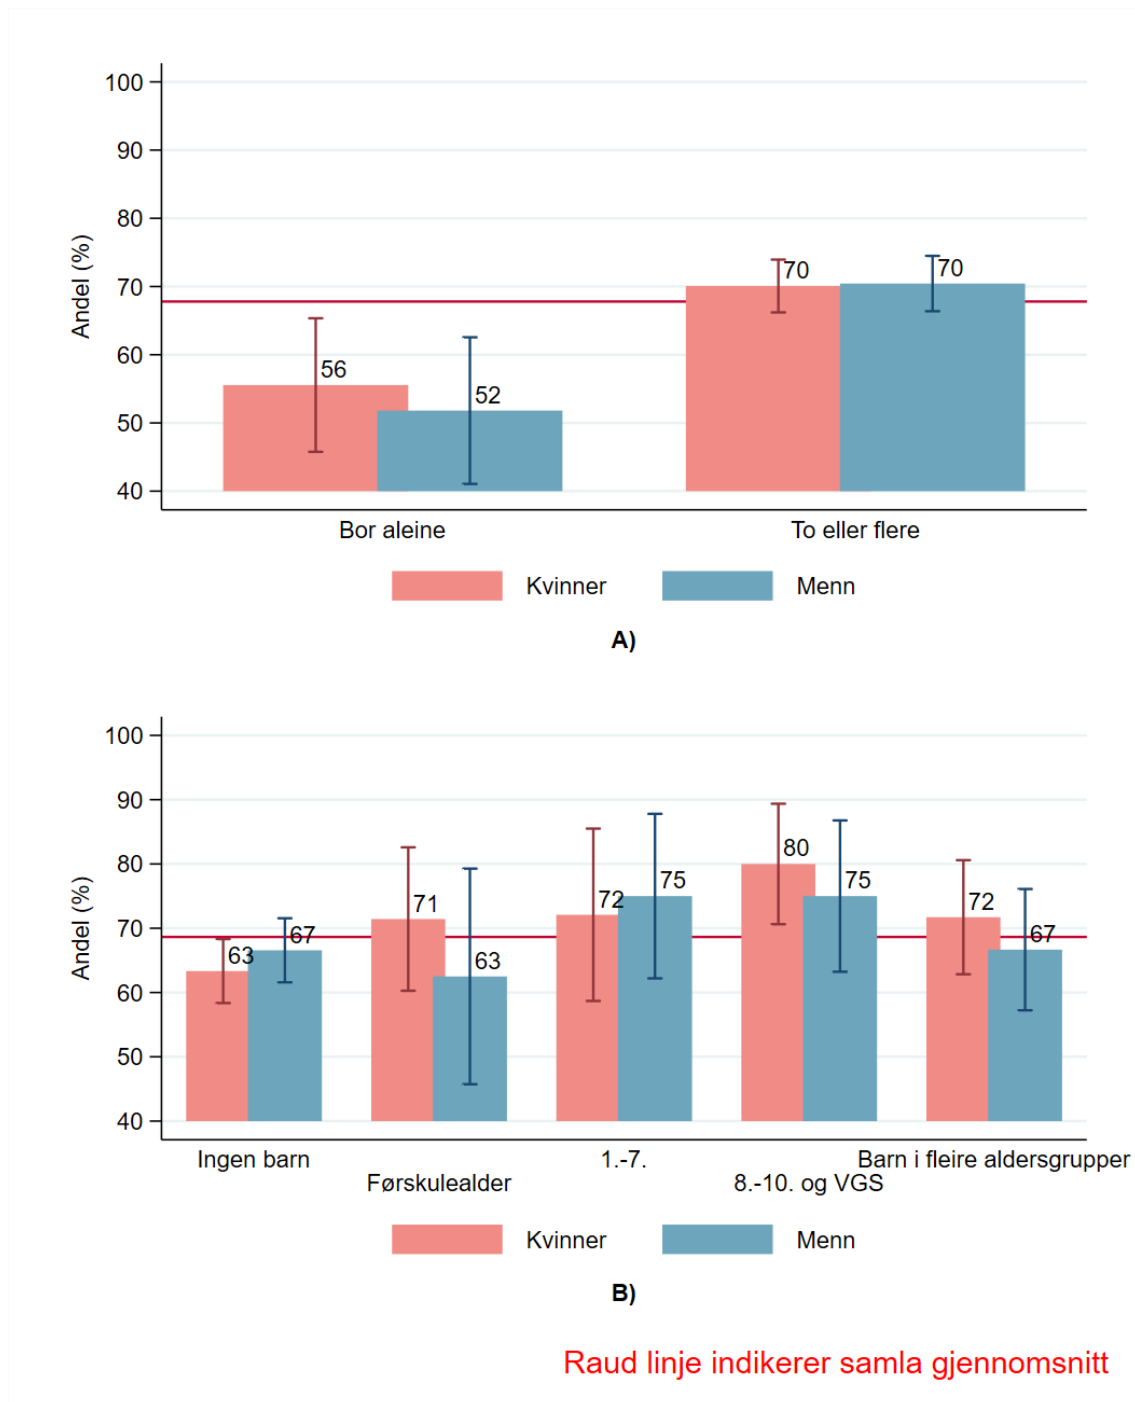 100
90
80
70
60
50
40
Andel (%)
56
52
70
70
Bor aleine
To eller flere
Kvinner
Menn
A)
100
90
80
70
60
50
40
Andel (%)
63
67
71
63
72
75
80
75
72
67
Ingen barn
Førskulealder
1.-7.
8.-10. og VGS
Barn i fleire aldersgrupper
Kvinner
Menn
B)
Raud linje indikerer samla gjennomsnitt